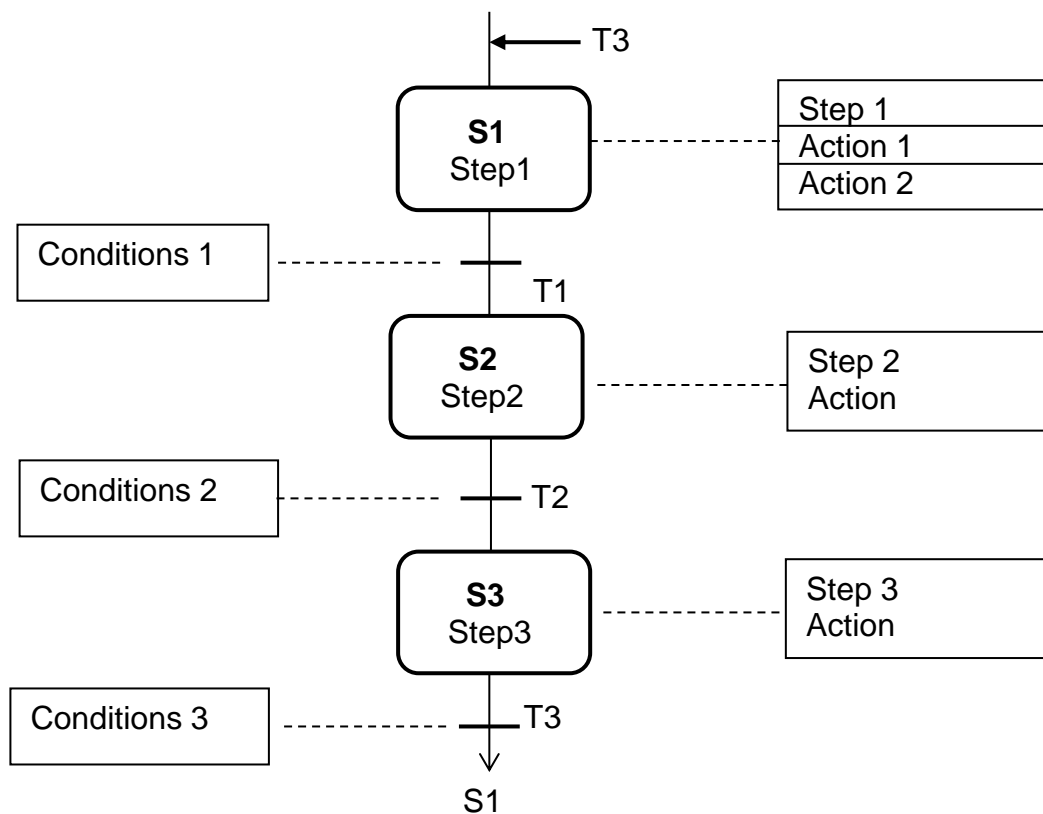 T3
S1
Step1
Step 1
Action 1
Action 2
Conditions 1
T1
S2
Step2
Step 2
Action
Conditions 2
T2
S3
Step3
Step 3
Action
Conditions 3
T3
S1